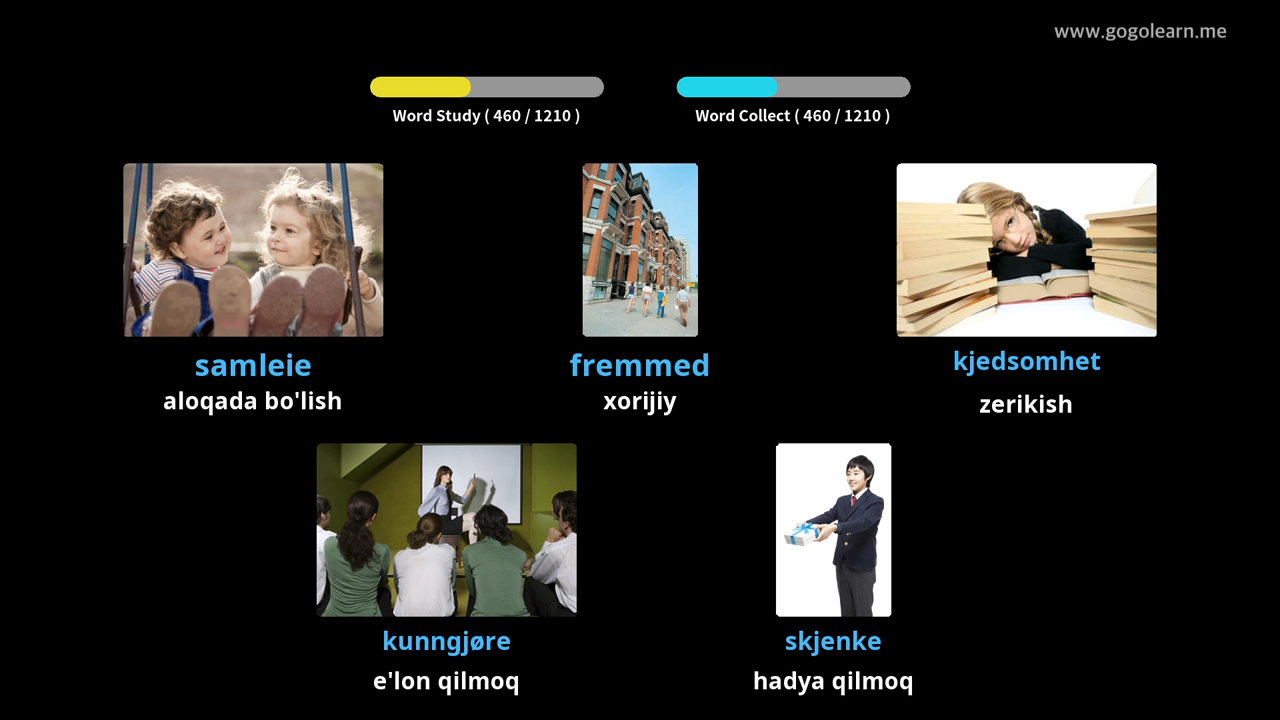 www.gogolearn.me
Word Study ( 460 / 1210 )
Word Collect ( 460 / 1210 )
samleie
aloqada bo'lish
fremmed
xorijiy
kjedsomhet
zerikish
kunngjøre
e'lon qilmoq
skjenke
hadya qilmoq